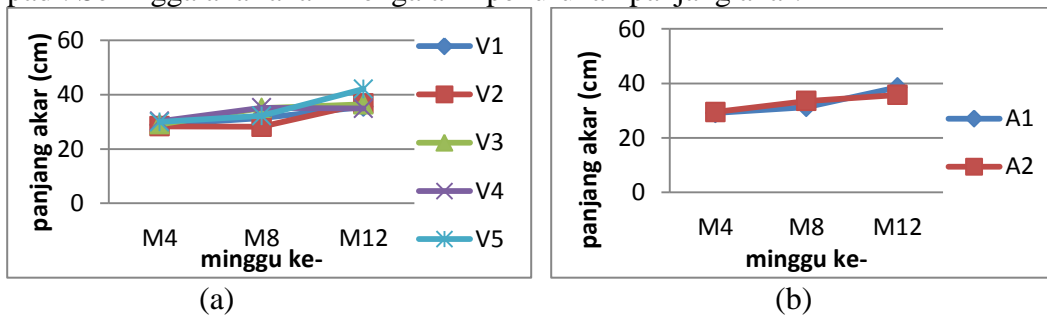 60
40
20
0
panjang akar (cm)
M4 M8 M12
minggu ke-
V1
V2
V3
V4
V5
(a)
60
40
20
0
panjang akar (cm)
M4 M8 M12
minggu ke-
A1
A2
(b)